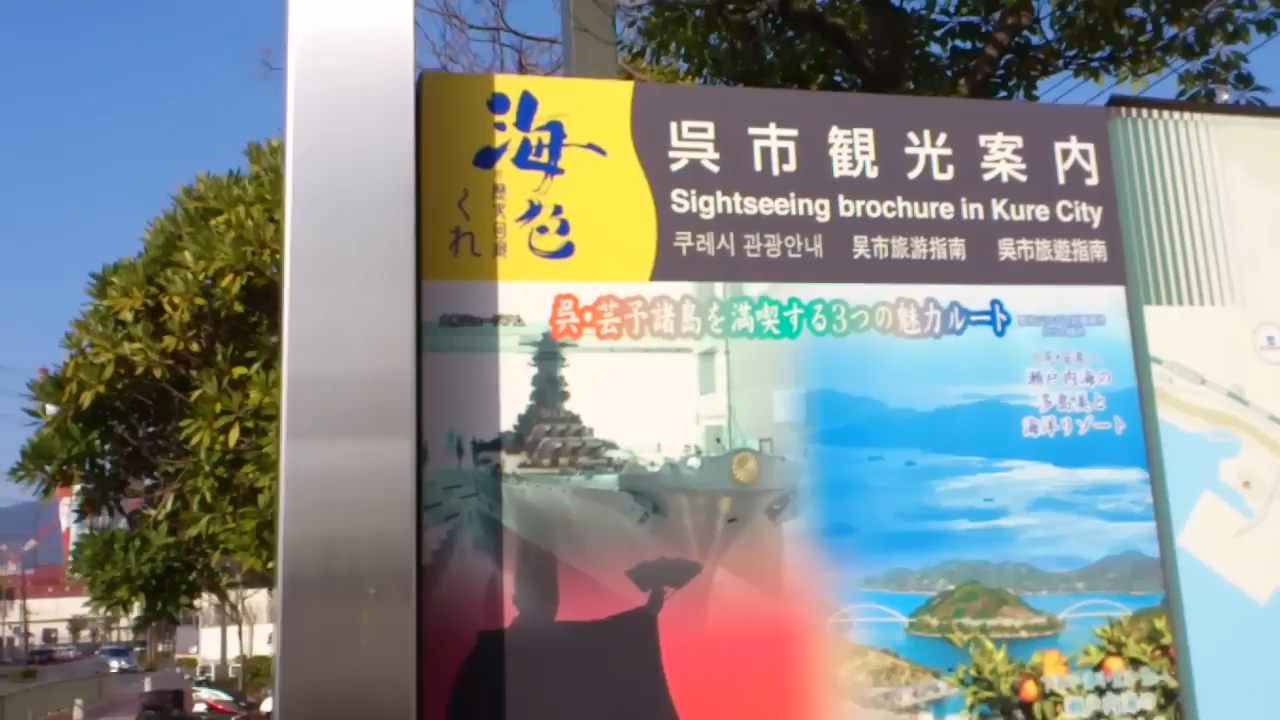 海色
くれ
呉市観光案内
Sightseeing brochure in Kure City
쿠레시 관광안내 吴市旅游指南 吳市旅遊指南
呉・芸予諸島を満喫する3つの魅力ルート
瀬戸内海の
多島美と
海洋リゾート